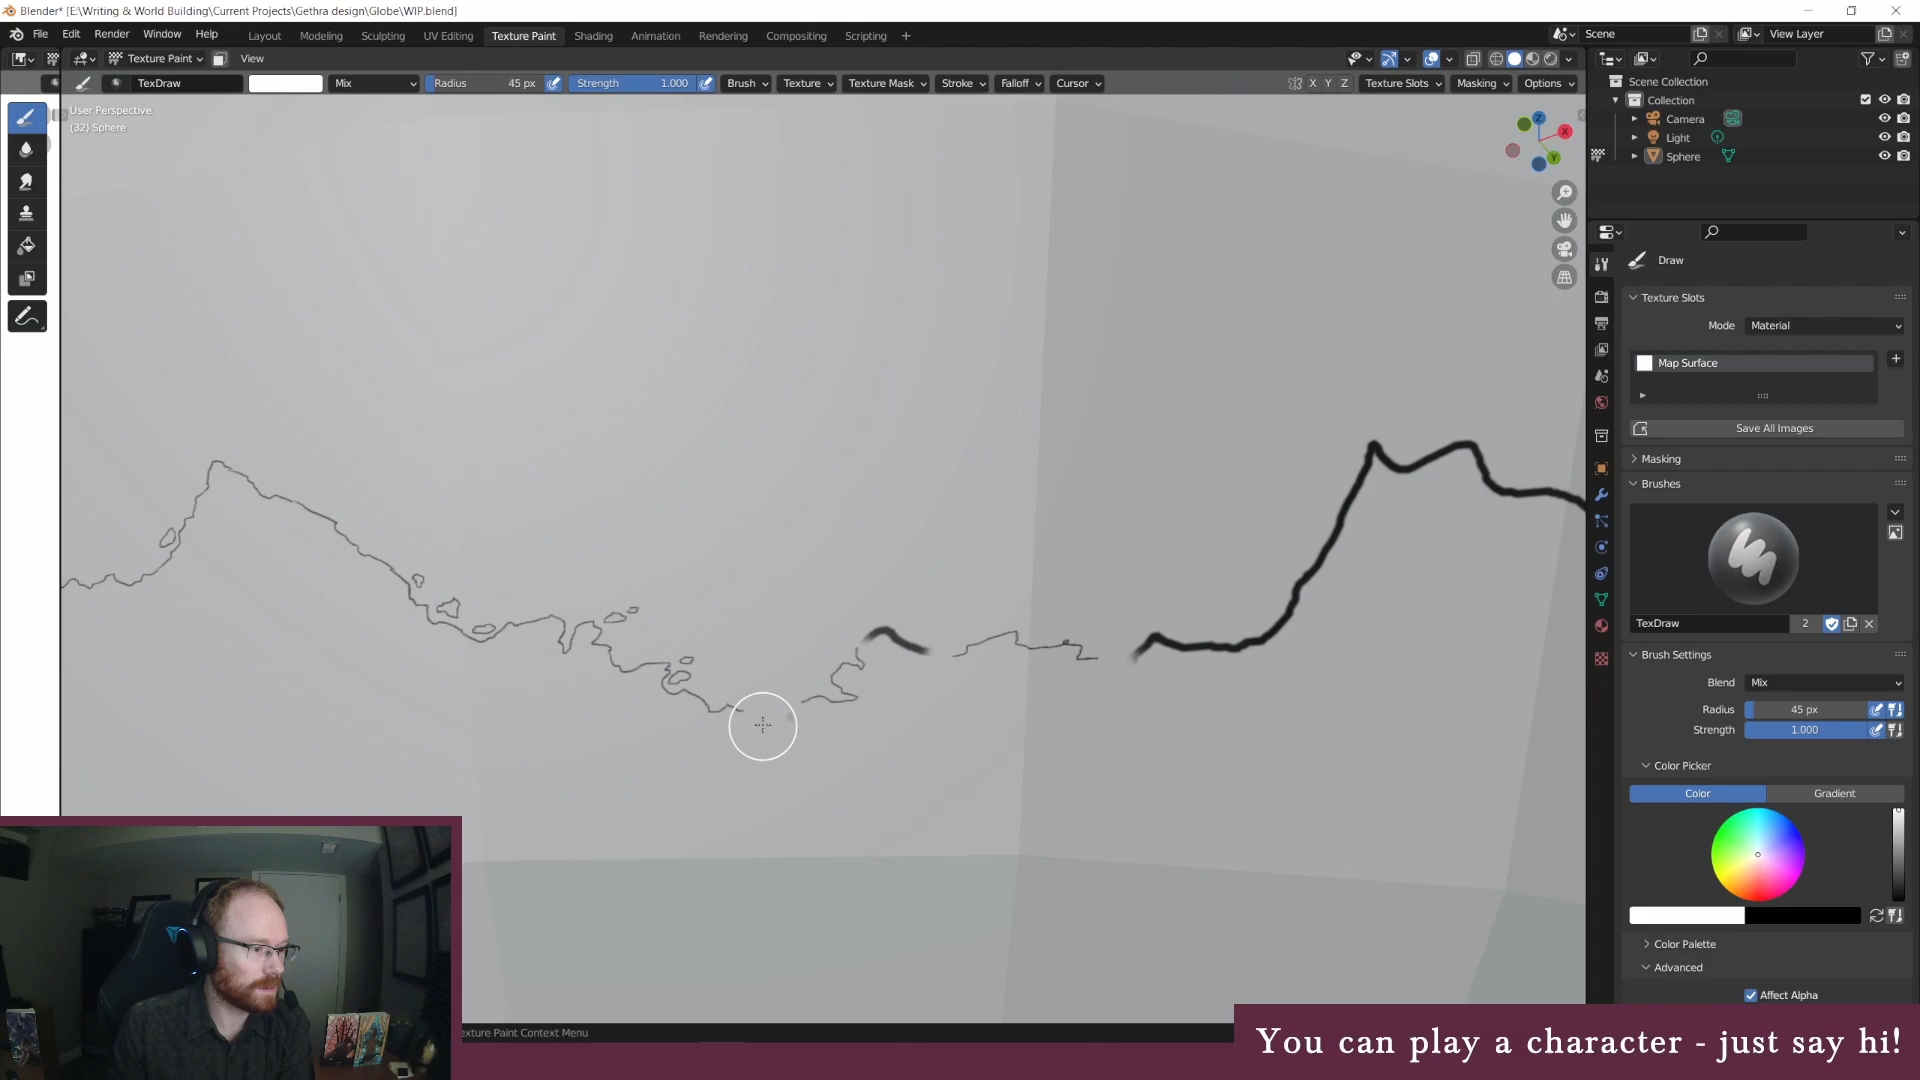 Blender* [E:\Writing & World Building\Current Projects\Gethra design\Globe\WIP.blend]
File Edit Render Window Help Layout Modeling Sculpting UV Editing Texture Paint Shading Animation Rendering Compositing Scripting + Scene View Layer
Texture Paint View
TexDraw Mix Radius 45 px Strength 1.000 Brush Texture Texture Mask Stroke Falloff Cursor X Y Z Texture Slots Masking Options
User Perspective
(32) Sphere
Z
X
Y
Scene Collection
Collection
Camera
Light
Sphere
Draw
Texture Slots
Mode Material
Map Surface
Save All Images
Masking
Brushes
TexDraw 2
Brush Settings
Blend Mix
Radius 45 px
Strength 1.000
Color Picker
Color Gradient
Color Palette
Advanced
Affect Alpha
exture Paint Context Menu
You can play a character - just say hi!